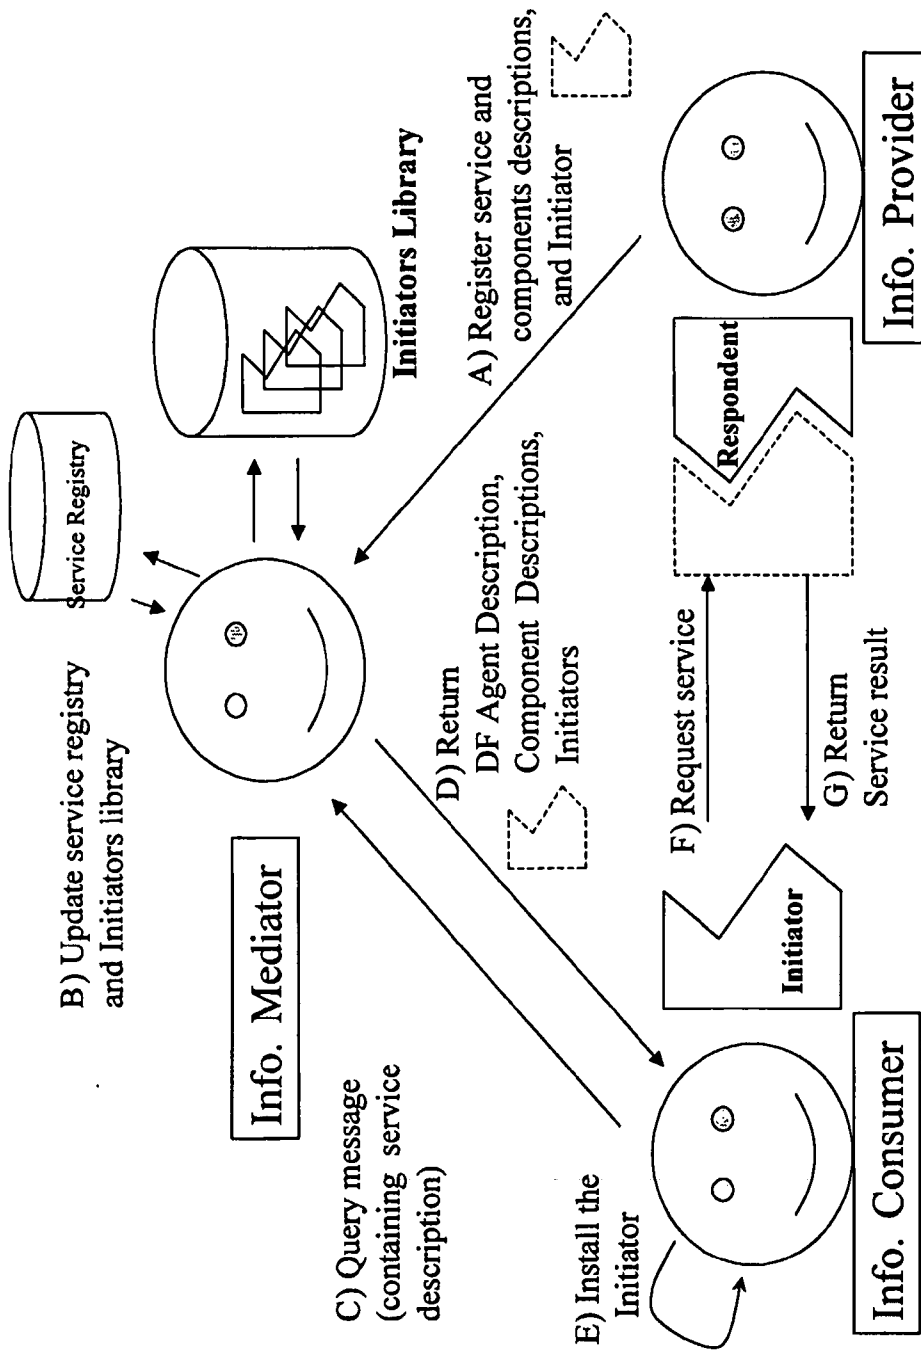 B) Update service registry
and Initiators library
Service Registry
Initiators Library
Info. Mediator
C) Query message
(containing service
description)
D) Return
DF Agent Description,
Component Descriptions,
Initiators
A) Register service and
components descriptions,
and Initiator
E) Install the
Initiator
F) Request service
G) Return
Service result
Initiator
Respondent
Info. Consumer
Info. Provider